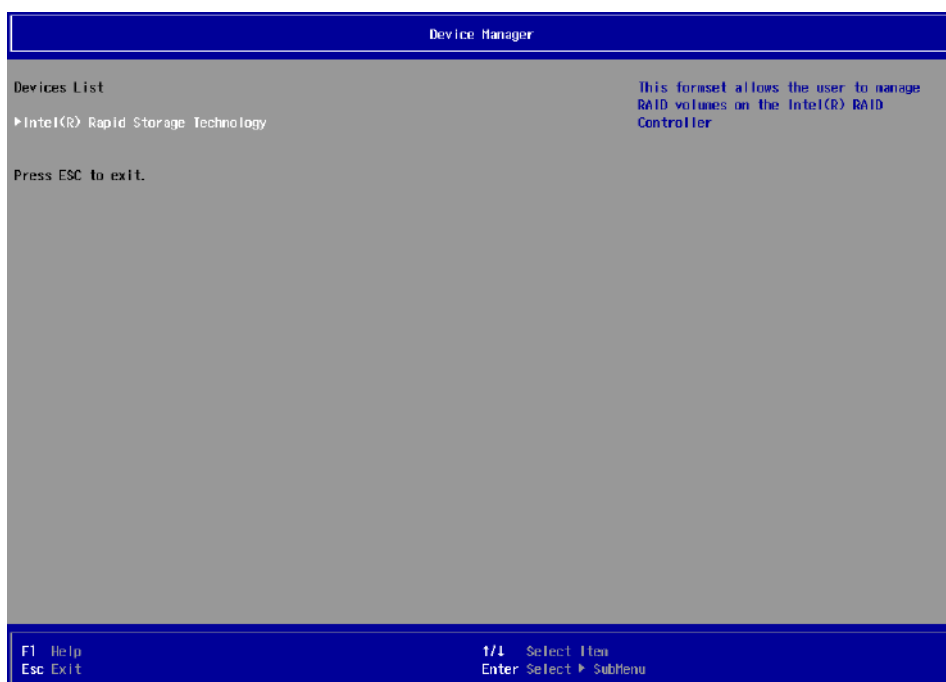 Device Manager
Devices List
▶Intel(R) Rapid Storage Technology
Press ESC to exit.
This formset allows the user to manage
RAID volumes on the Intel(R) RAID
Controller
F1 Help
Esc Exit
↑/↓ Select Item
Enter Select ▶ SubMenu